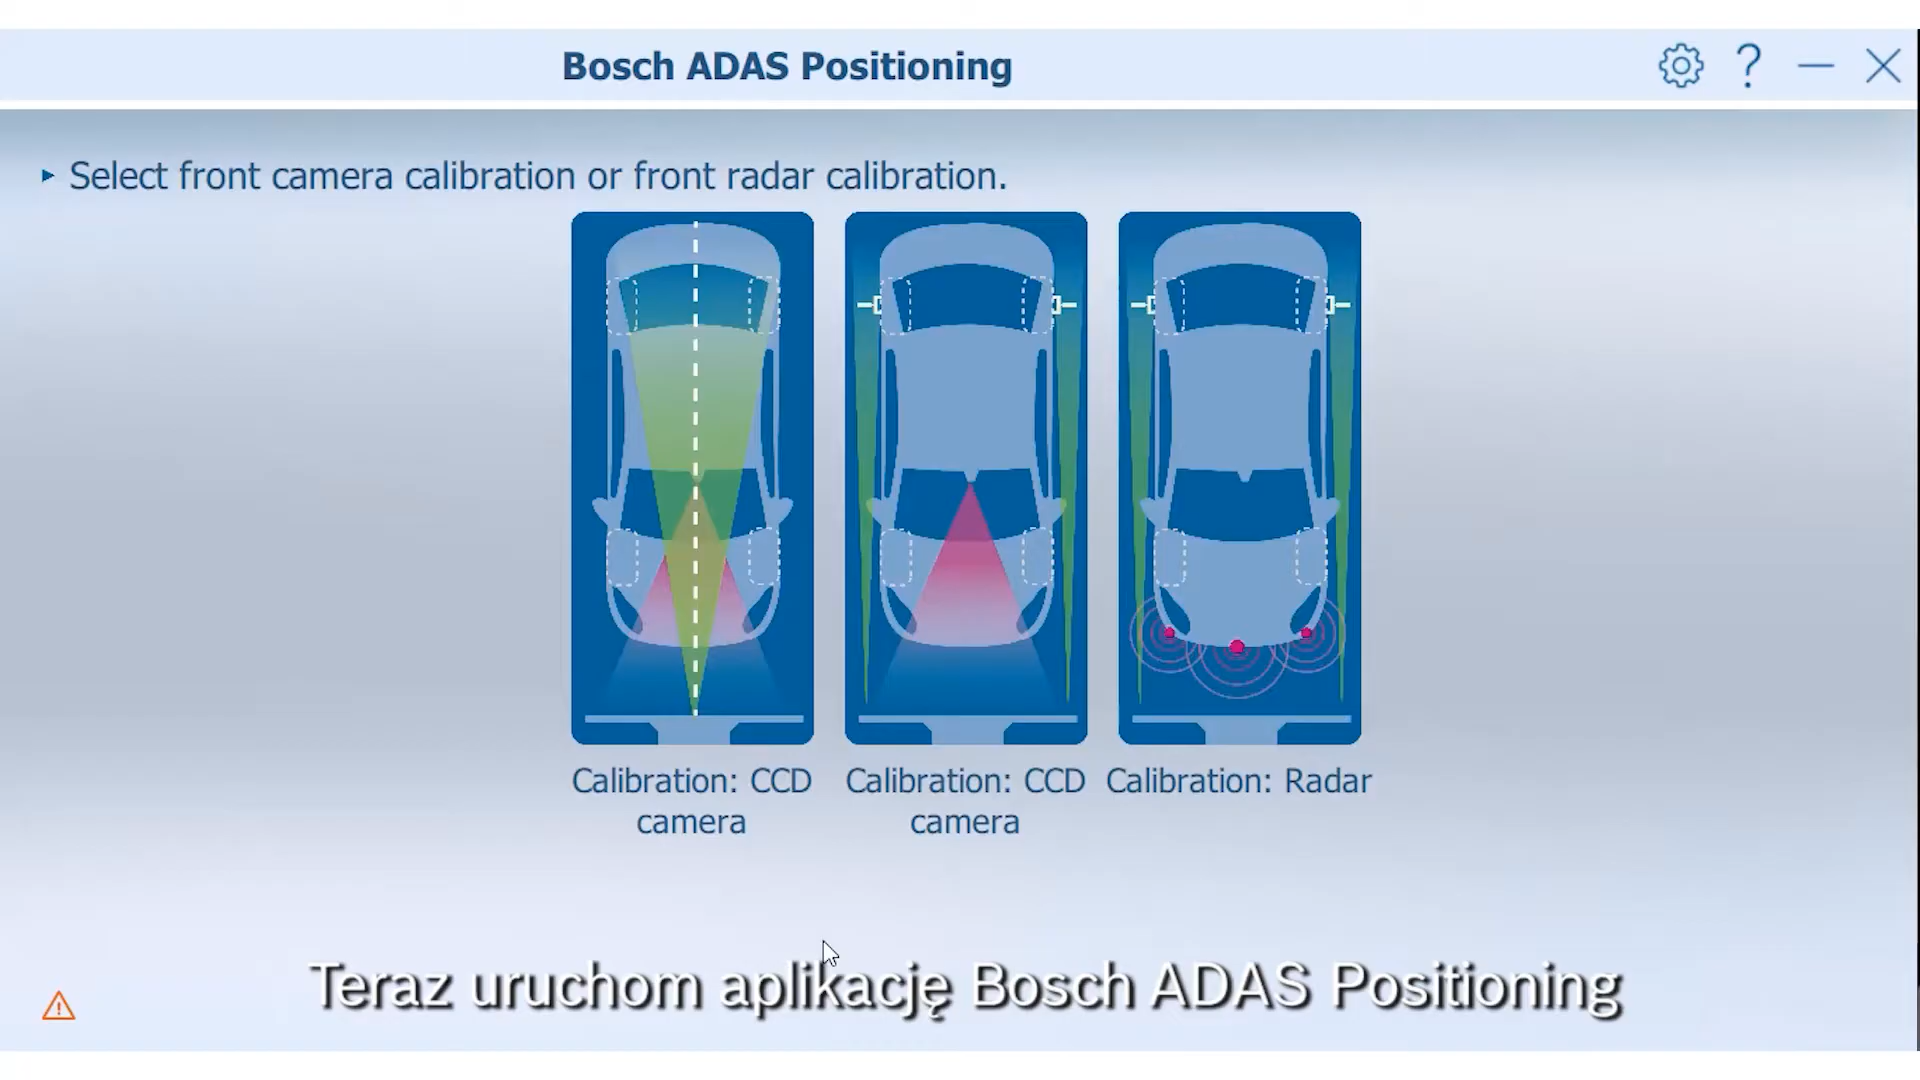 Bosch ADAS Positioning
Select front camera calibration or front radar calibration.
Calibration: CCD
camera
Calibration: CCD
camera
Calibration: Radar
Teraz uruchom aplikację Bosch ADAS Positioning